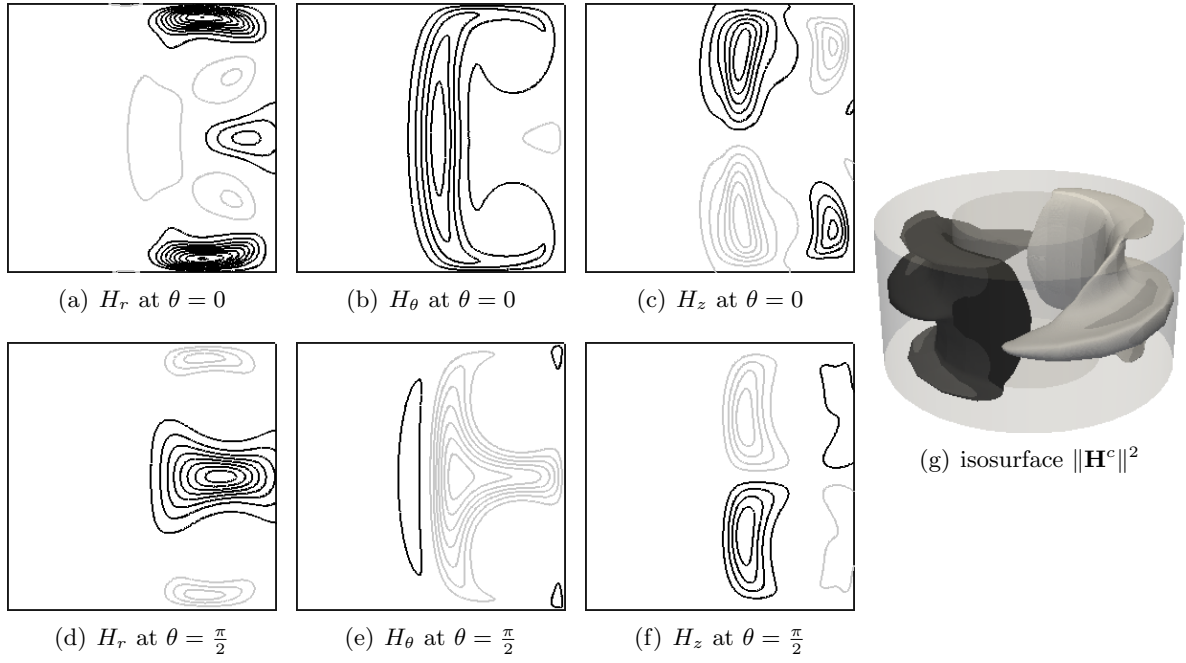 (a) H_r at θ = 0
(b) H_θ at θ = 0
(c) H_z at θ = 0
(d) H_r at θ = π/2
(e) H_θ at θ = π/2
(f) H_z at θ = π/2
(g) isosurface ‖H^c‖²